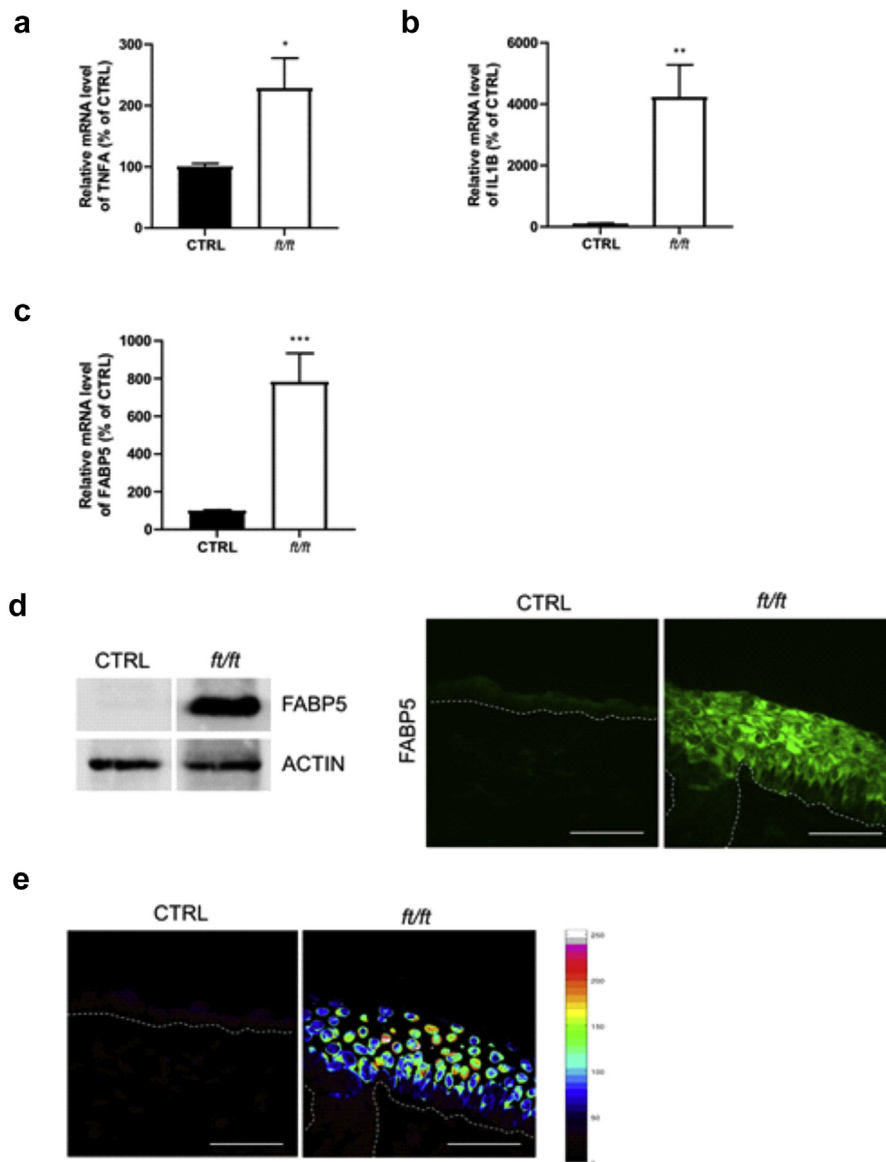 a
Relative mRNA level
of TNFA (% of CTRL)
300
200
100
0
*
CTRL
ft/ft
b
Relative mRNA level
of IL1B (% of CTRL)
6000
4000
2000
0
**
CTRL
ft/ft
c
Relative mRNA level
of FABP5 (% of CTRL)
1000
800
600
400
200
0
***
CTRL
ft/ft
d
CTRL ft/ft
FABP5
ACTIN
CTRL ft/ft
FABP5
e
CTRL ft/ft
250
200
150
100
50
0